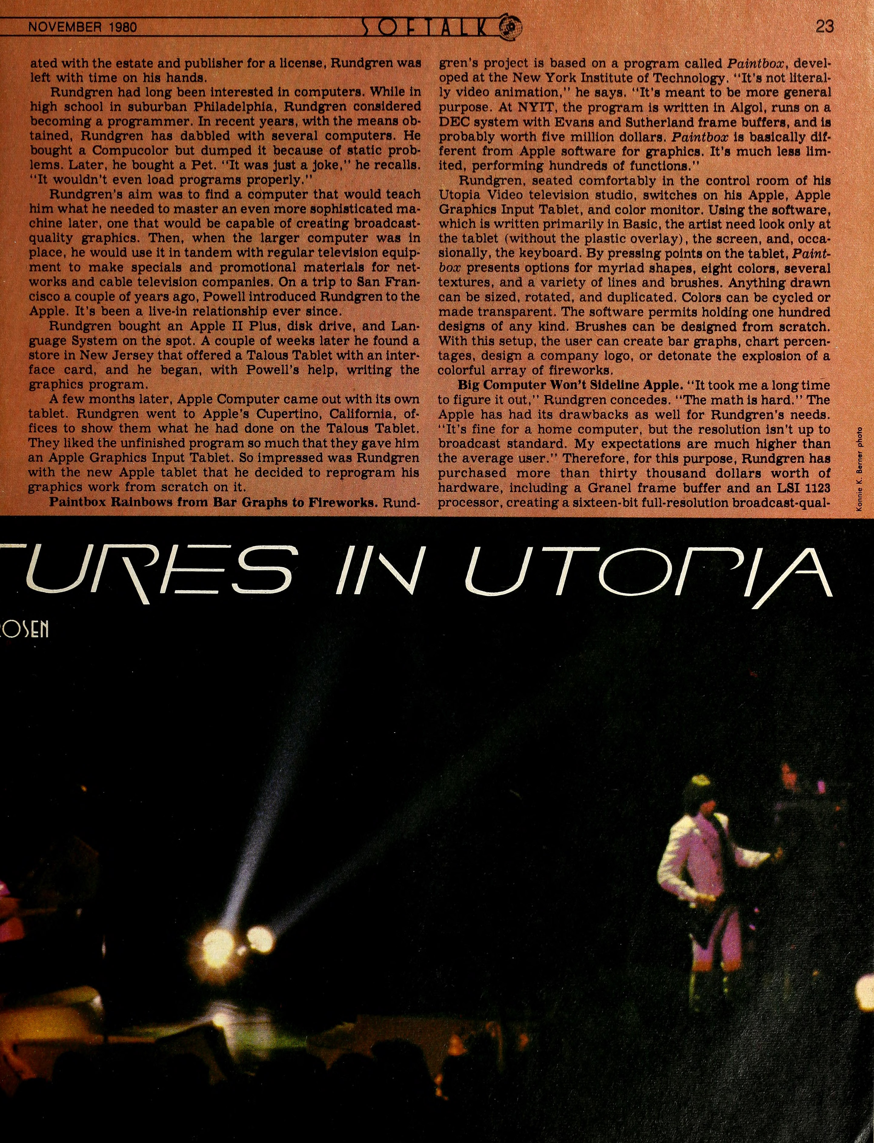 NOVEMBER 1980
SOFTALK
23
ated with the estate and publisher for a license, Rundgren was
left with time on his hands.
Rundgren had long been interested in computers. While in
high school in suburban Philadelphia, Rundgren considered
becoming a programmer. In recent years, with the means ob-
tained, Rundgren has dabbled with several computers. He
bought a Compucolor but dumped it because of static prob-
lems. Later, he bought a Pet. "It was just a joke," he recalls.
"It wouldn't even load programs properly."
Rundgren's aim was to find a computer that would teach
him what he needed to master an even more sophisticated ma-
chine later, one that would be capable of creating broadcast-
quality graphics. Then, when the larger computer was in
place, he would use it in tandem with regular television equip-
ment to make specials and promotional materials for net-
works and cable television companies. On a trip to San Fran-
cisco a couple of years ago, Powell introduced Rundgren to the
Apple. It's been a live-in relationship ever since.
Rundgren bought an Apple II Plus, disk drive, and Lan-
guage System on the spot. A couple of weeks later he found a
store in New Jersey that offered a Talous Tablet with an inter-
face card, and he began, with Powell's help, writing the
graphics program.
A few months later, Apple Computer came out with its own
tablet. Rundgren went to Apple's Cupertino, California, of-
fices to show them what he had done on the Talous Tablet.
They liked the unfinished program so much that they gave him
an Apple Graphics Input Tablet. So impressed was Rundgren
with the new Apple tablet that he decided to reprogram his
graphics work from scratch on it.
Paintbox Rainbows from Bar Graphs to Fireworks. Rund-
gren's project is based on a program called Paintbox, devel-
oped at the New York Institute of Technology. "It's not literal-
ly video animation," he says. "It's meant to be more general
purpose. At NYIT, the program is written in Algol, runs on a
DEC system with Evans and Sutherland frame buffers, and is
probably worth five million dollars. Paintbox is basically dif-
ferent from Apple software for graphics. It's much less lim-
ited, performing hundreds of functions."
Rundgren, seated comfortably in the control room of his
Utopia Video television studio, switches on his Apple, Apple
Graphics Input Tablet, and color monitor. Using the software,
which is written primarily in Basic, the artist need look only at
the tablet (without the plastic overlay), the screen, and, occa-
sionally, the keyboard. By pressing points on the tablet, Paint-
box presents options for myriad shapes, eight colors, several
textures, and a variety of lines and brushes. Anything drawn
can be sized, rotated, and duplicated. Colors can be cycled or
made transparent. The software permits holding one hundred
designs of any kind. Brushes can be designed from scratch.
With this setup, the user can create bar graphs, chart percen-
tages, design a company logo, or detonate the explosion of a
colorful array of fireworks.
Big Computer Won't Sideline Apple. "It took me a long time
to figure it out," Rundgren concedes. "The math is hard." The
Apple has had its drawbacks as well for Rundgren's needs.
"It's fine for a home computer, but the resolution isn't up to
broadcast standard. My expectations are much higher than
the average user." Therefore, for this purpose, Rundgren has
purchased more than thirty thousand dollars worth of
hardware, including a Granel frame buffer and an LSI 1123
processor, creating a sixteen-bit full-resolution broadcast-qual-
Konnie K. Berner photo
TURES IN UTOPIA
ROSEN